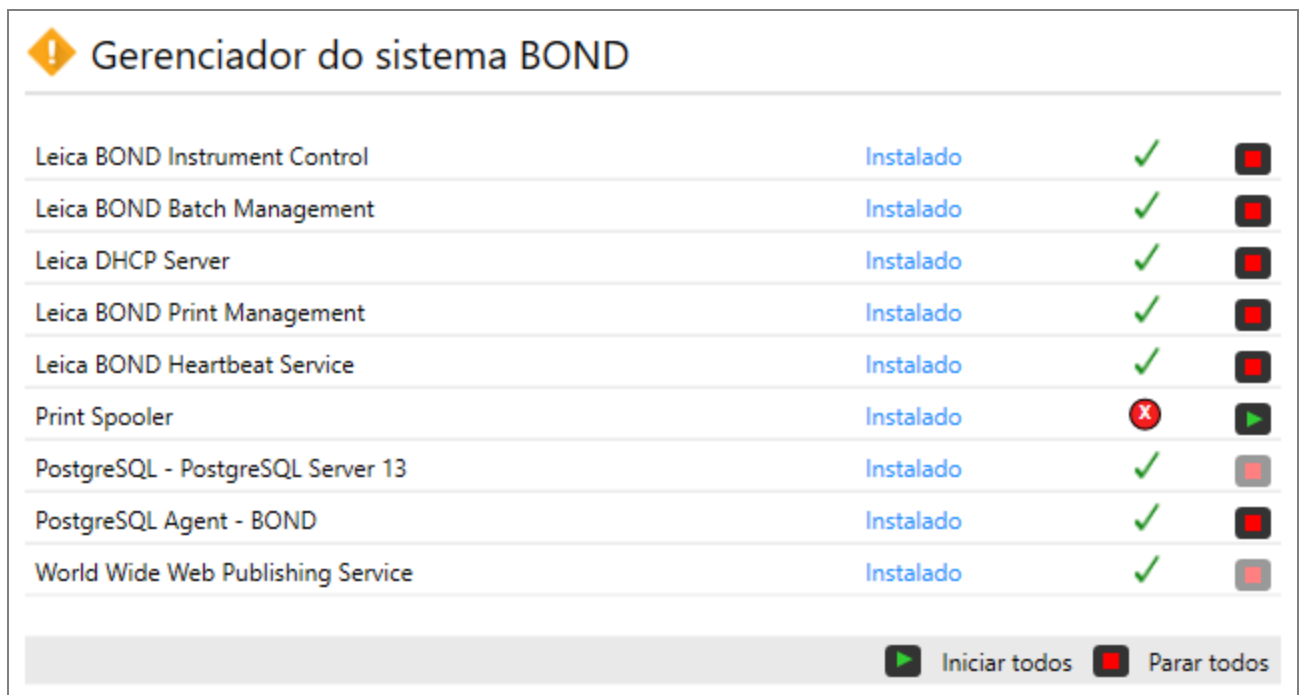 Gerenciador do sistema BOND
Leica BOND Instrument Control Instalado
Leica BOND Batch Management Instalado
Leica DHCP Server Instalado
Leica BOND Print Management Instalado
Leica BOND Heartbeat Service Instalado
Print Spooler Instalado X
PostgreSQL - PostgreSQL Server 13 Instalado
PostgreSQL Agent - BOND Instalado
World Wide Web Publishing Service Instalado
Iniciar todos Parar todos